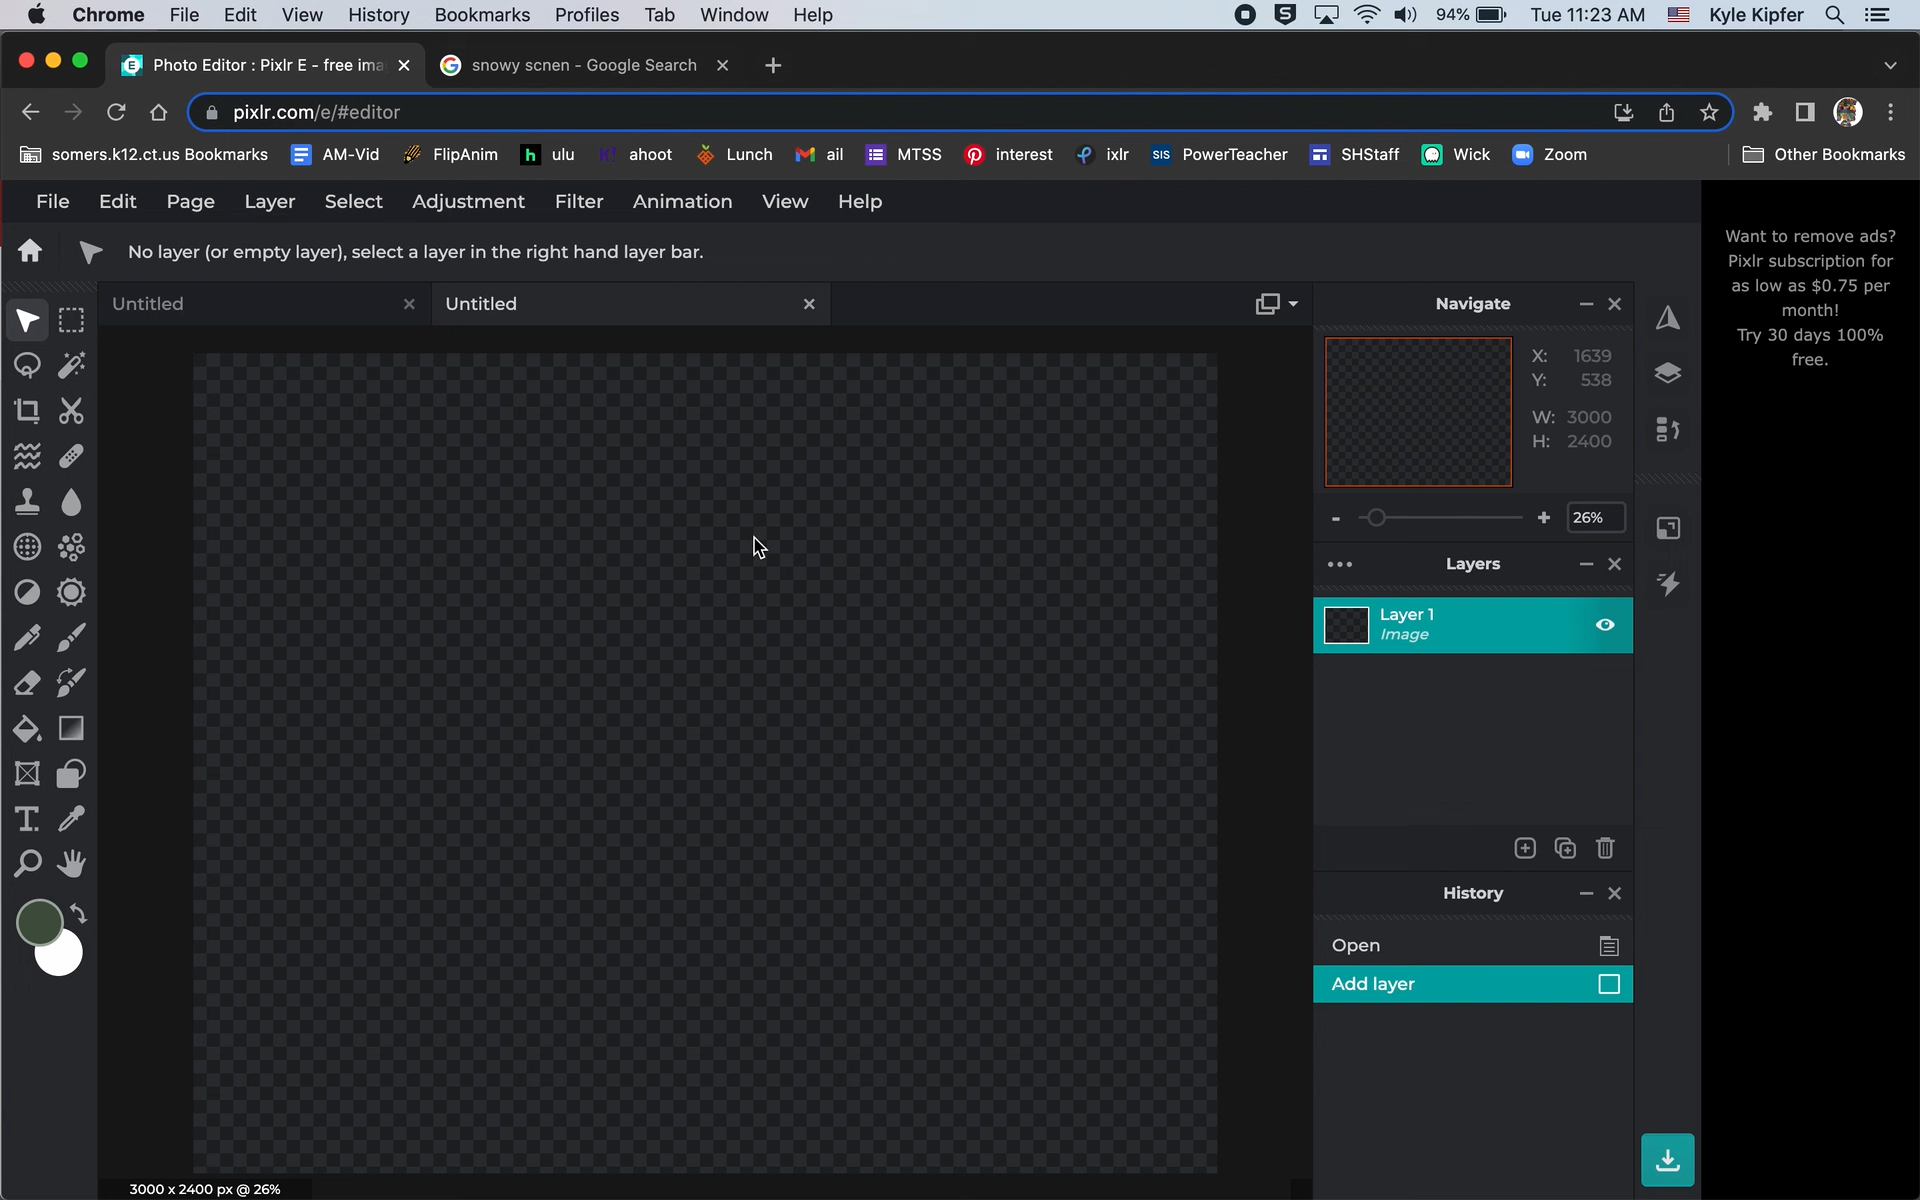 Chrome File Edit View History Bookmarks Profiles Tab Window Help 94% Tue 11:23 AM Kyle Kipfer
Photo Editor : Pixlr E - free ima
snowy scnen - Google Search
pixlr.com/e/#editor
somers.k12.ct.us Bookmarks AM-Vid FlipAnim h ulu K! ahoot Lunch ail MTSS interest ixlr SIS PowerTeacher SHStaff Wick Zoom Other Bookmarks
File Edit Page Layer Select Adjustment Filter Animation View Help
No layer (or empty layer), select a layer in the right hand layer bar.
Untitled
Untitled
Navigate
X: 1639
Y: 538
W: 3000
H: 2400
- + 26%
Layers
Layer 1
Image
History
Open
Add layer
T.
3000 x 2400 px @ 26%
Want to remove ads?
Pixlr subscription for
as low as $0.75 per
month!
Try 30 days 100%
free.